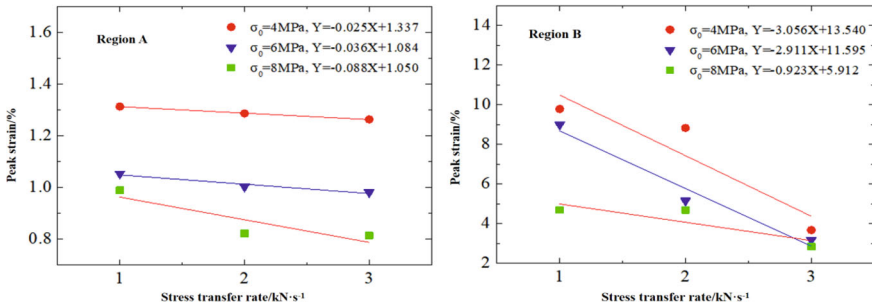 1.6
1.4
1.2
1.0
0.8
Peak strain/%
Region A
σ₀=4MPa, Y=-0.025X+1.337
σ₀=6MPa, Y=-0.036X+1.084
σ₀=8MPa, Y=-0.088X+1.050
1
2
3
Stress transfer rate/kN·s⁻¹
14
12
10
8
6
4
2
Peak strain/%
Region B
σ₀=4MPa, Y=-3.056X+13.540
σ₀=6MPa, Y=-2.911X+11.595
σ₀=8MPa, Y=-0.923X+5.912
1
2
3
Stress transfer rate/kN·s⁻¹